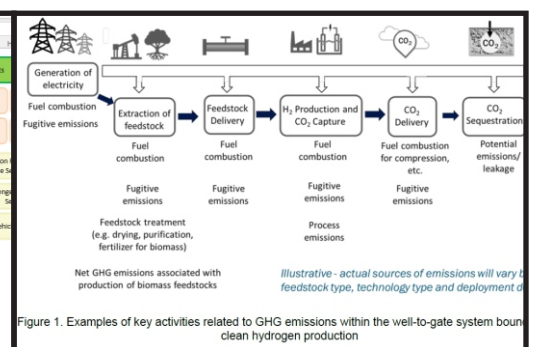 CO₂
CO₂
Generation of
electricity
Fuel combustion
Fugitive emissions
Extraction of
feedstock
Fuel
combustion
Fugitive
emissions
Feedstock treatment
(e.g. drying, purification,
fertilizer for biomass)
Net GHG emissions associated with
production of biomass feedstocks
Feedstock
Delivery
Fuel
combustion
Fugitive
emissions
H₂ Production and
CO₂ Capture
Fuel
combustion
Fugitive
emissions
Process
emissions
CO₂
Delivery
Fuel combustion
for compression,
etc.
Fugitive
emissions
CO₂
Sequestration
Potential
emissions/
leakage
Illustrative - actual sources of emissions will vary
feedstock type, technology type and deployment
Figure 1. Examples of key activities related to GHG emissions within the well-to-gate system
clean hydrogen production